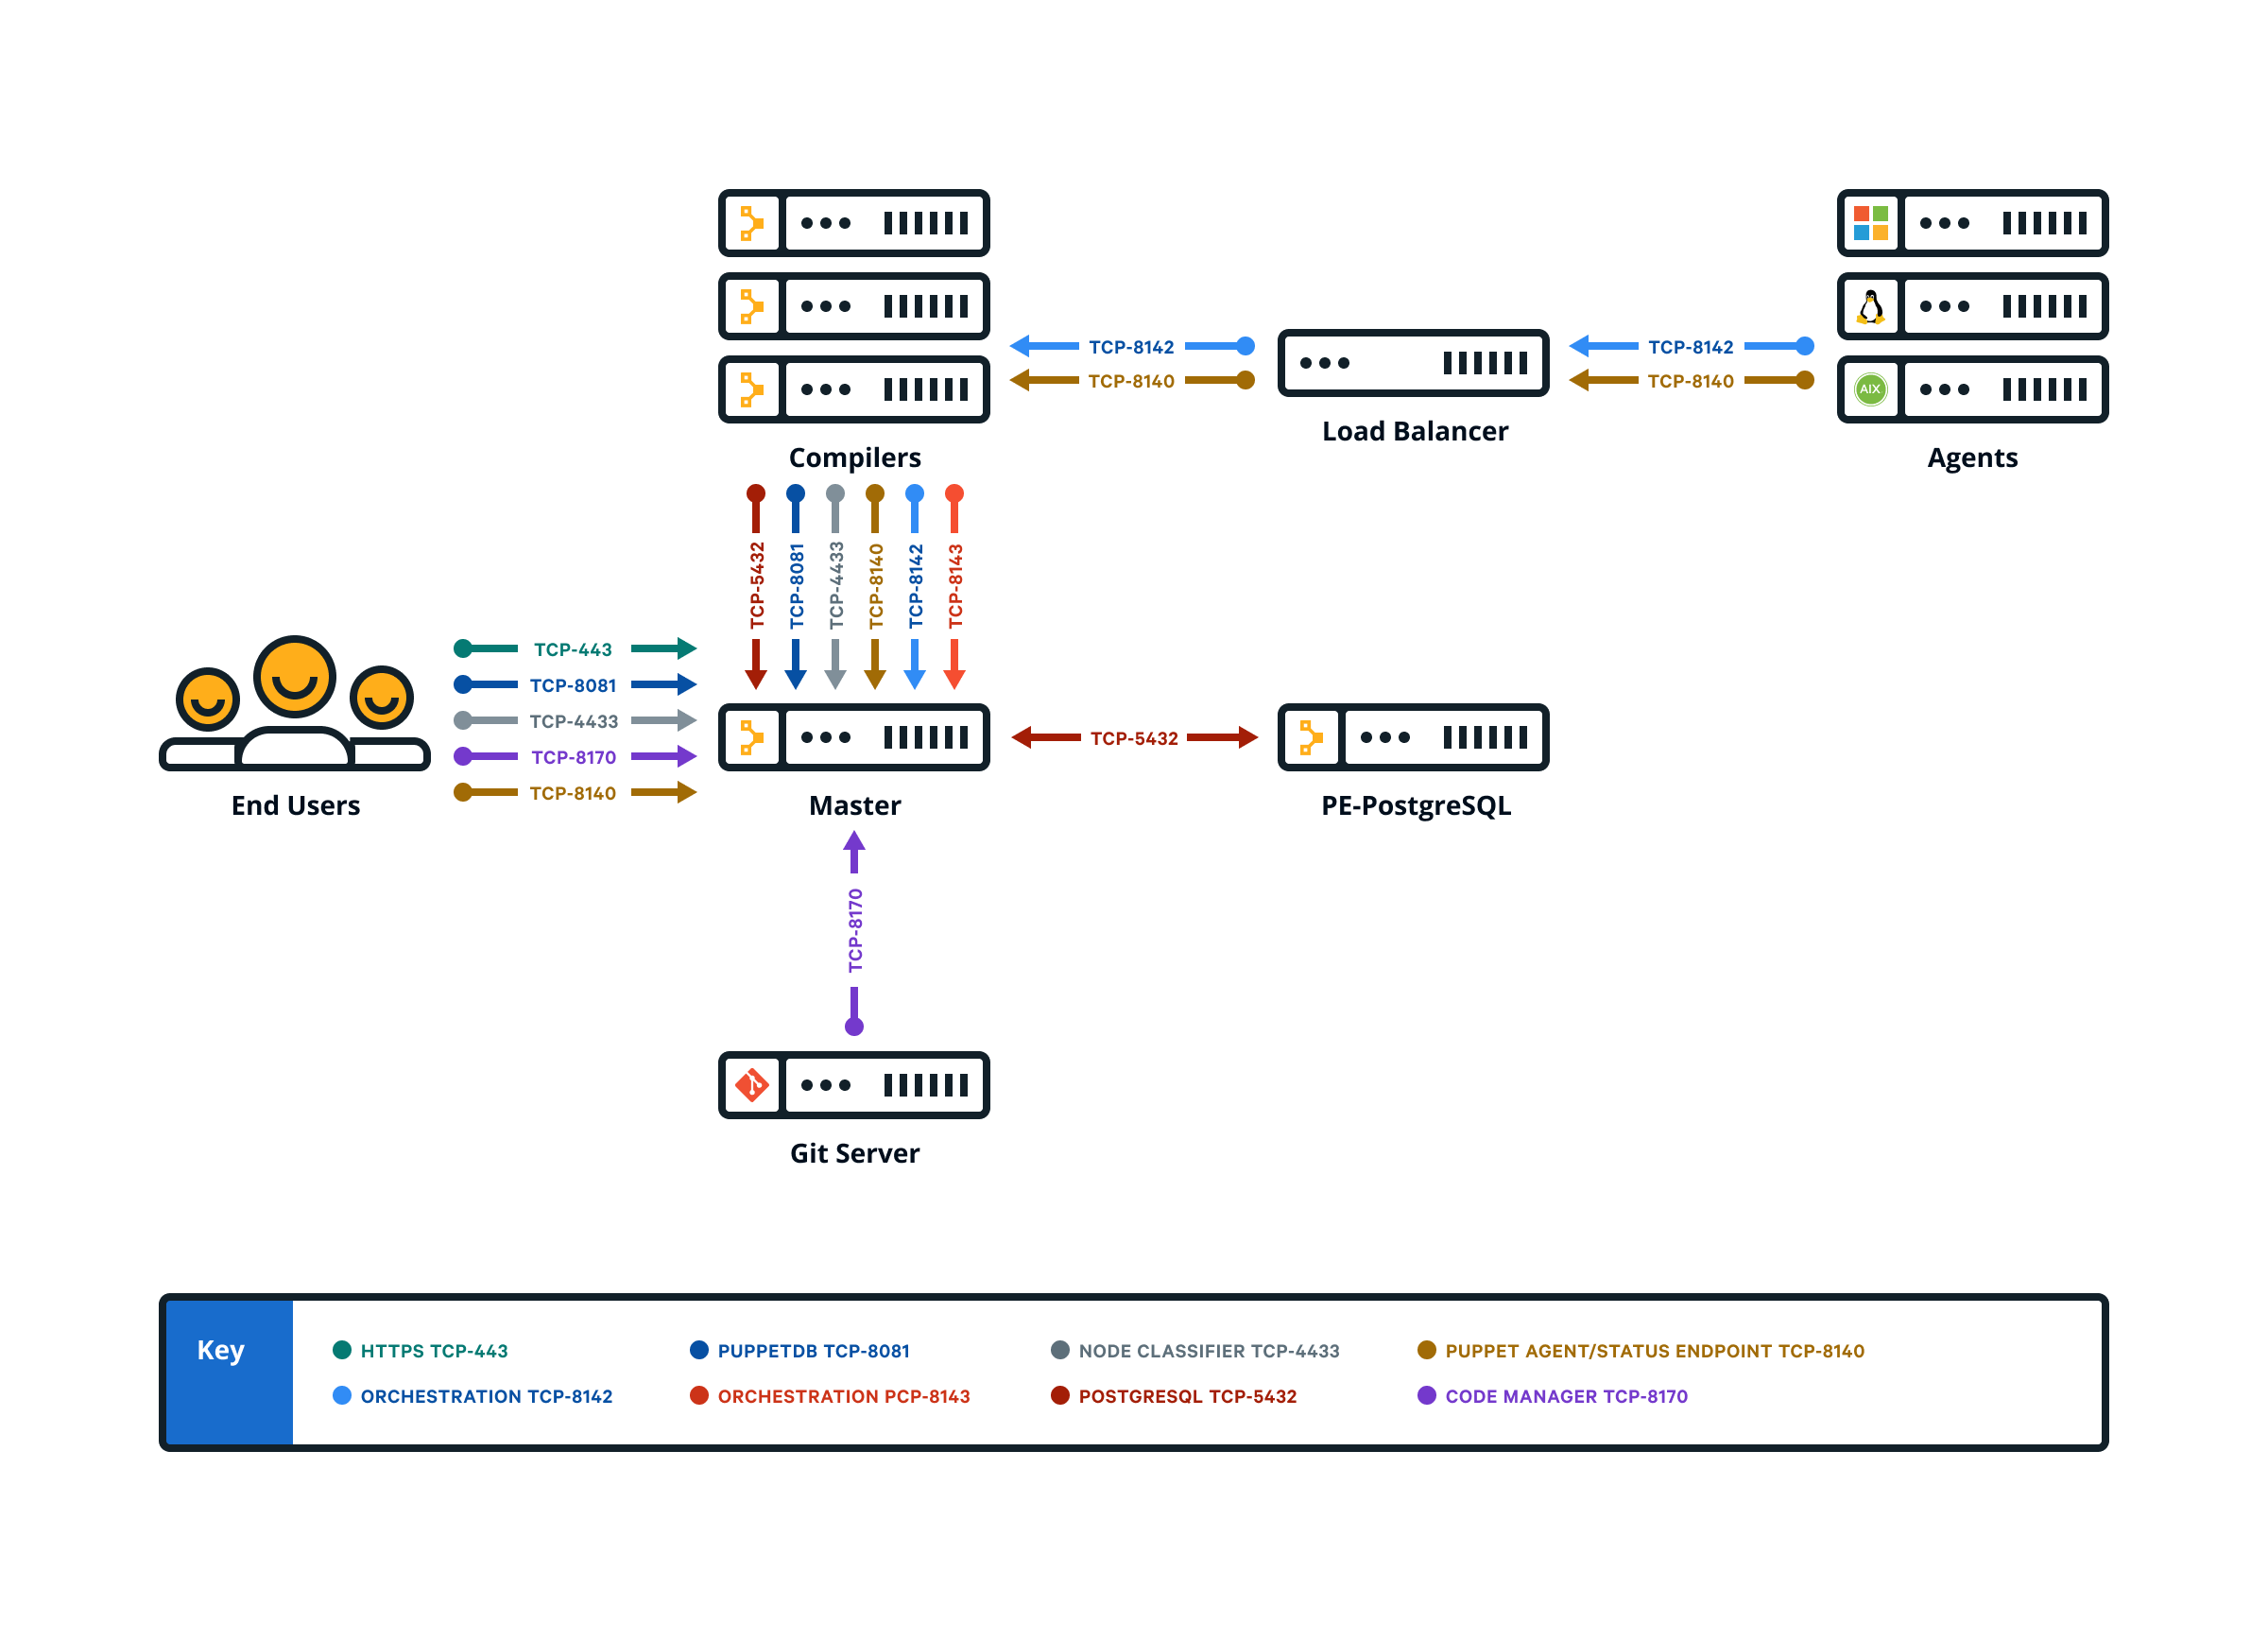 TCP-8142
TCP-8140
TCP-8142
TCP-8140
AIX
Load Balancer
Compilers
Agents
TCP-5432
TCP-8081
TCP-4433
TCP-8140
TCP-8142
TCP-8143
TCP-443
TCP-8081
TCP-4433
TCP-8170
TCP-8140
TCP-5432
End Users
Master
PE-PostgreSQL
TCP-8170
Git Server
Key
HTTPS TCP-443
PUPPETDB TCP-8081
NODE CLASSIFIER TCP-4433
PUPPET AGENT/STATUS ENDPOINT TCP-8140
ORCHESTRATION TCP-8142
ORCHESTRATION PCP-8143
POSTGRESQL TCP-5432
CODE MANAGER TCP-8170